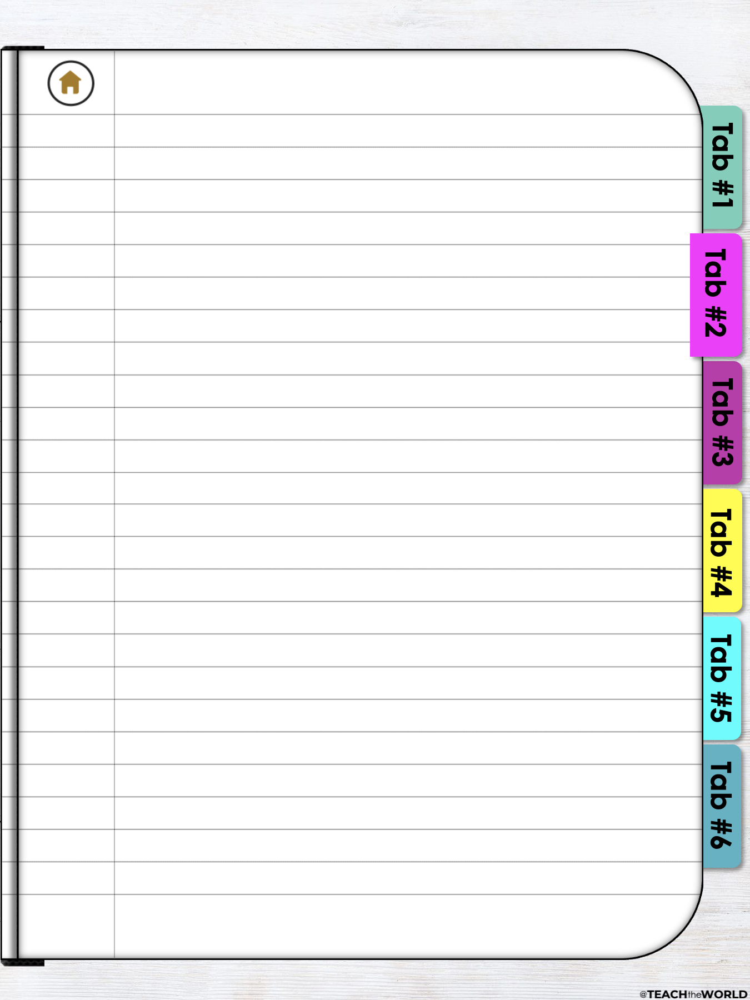 Tab #1
Tab #2
Tab #3
Tab #4
Tab #5
Tab #6
@TEACHtheWORLD